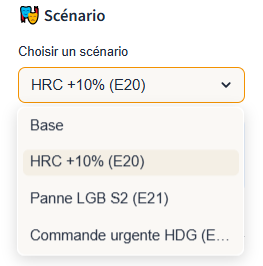 Scénario
Choisir un scénario
HRC +10% (E20)
Base
HRC +10% (E20)
Panne LGB S2 (E21)
Commande urgente HDG (E...